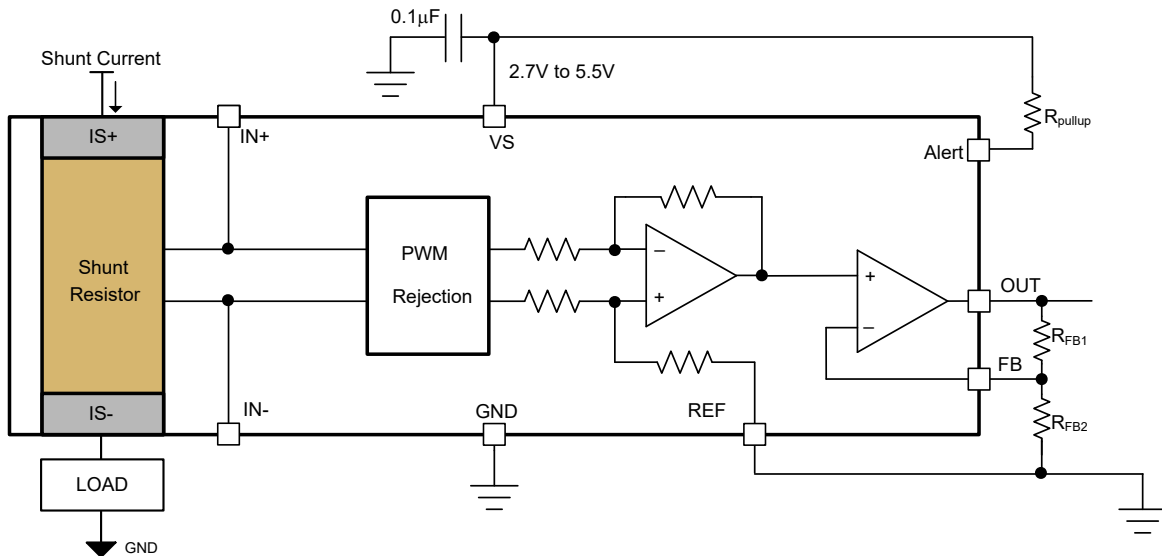 0.1μF
Shunt Current
2.7V to 5.5V
IS+
IN+
VS
Rpullup
Alert
Shunt
Resistor
PWM
Rejection
−
+
+
−
OUT
RFB1
FB
RFB2
IS-
IN-
GND
REF
LOAD
GND